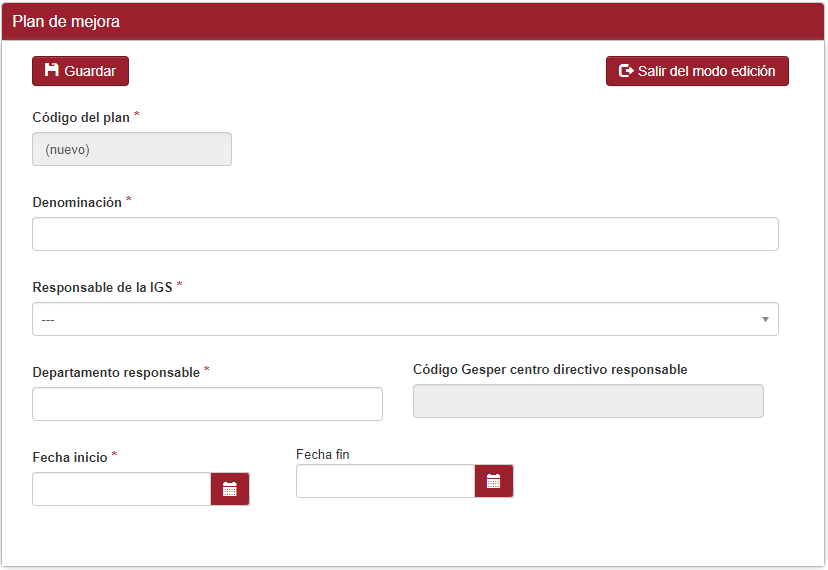 Plan de mejora
Guardar
Salir del modo edición
Código del plan *
(nuevo)
Denominación *
Responsable de la IGS *
---
Departamento responsable *
Código Gesper centro directivo responsable
Fecha inicio *
Fecha fin